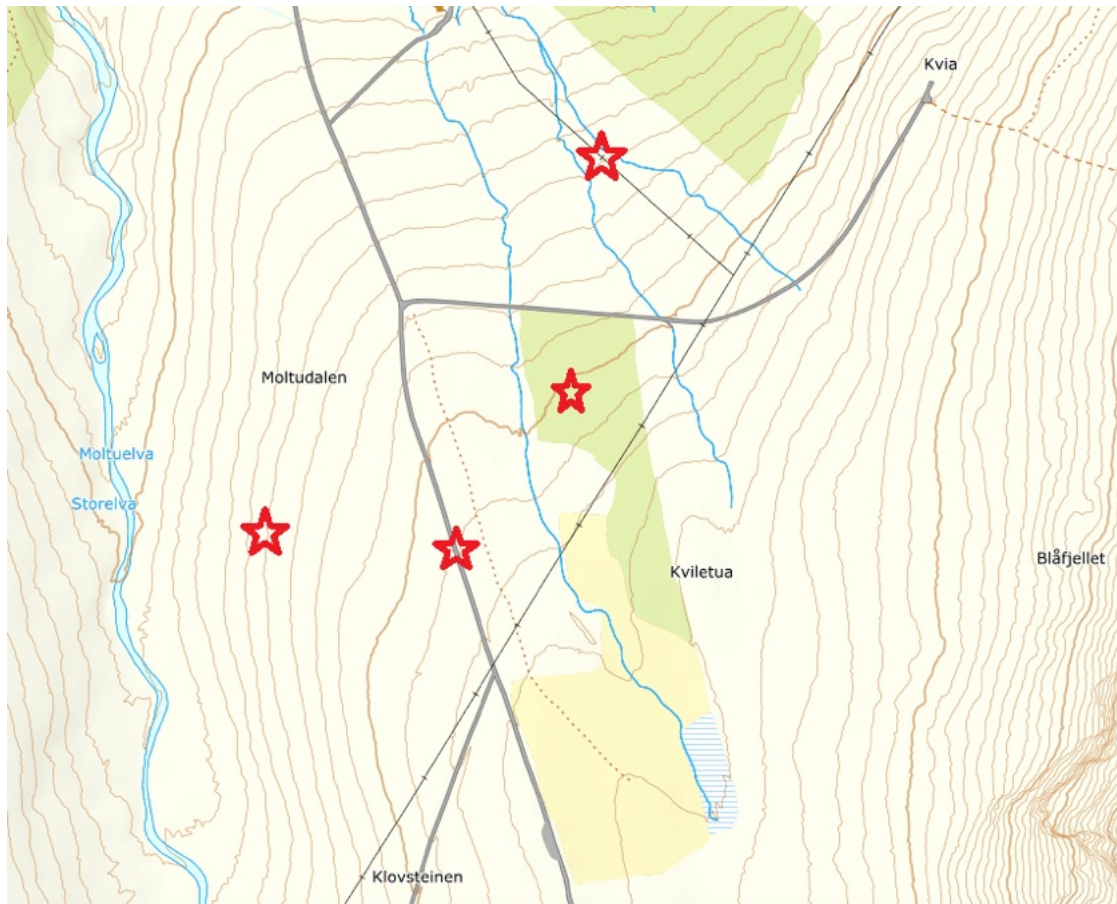 Kvia
Moltudalen
Moltuelva
Storelva
Kviletua
Blåfjellet
Klovsteinen